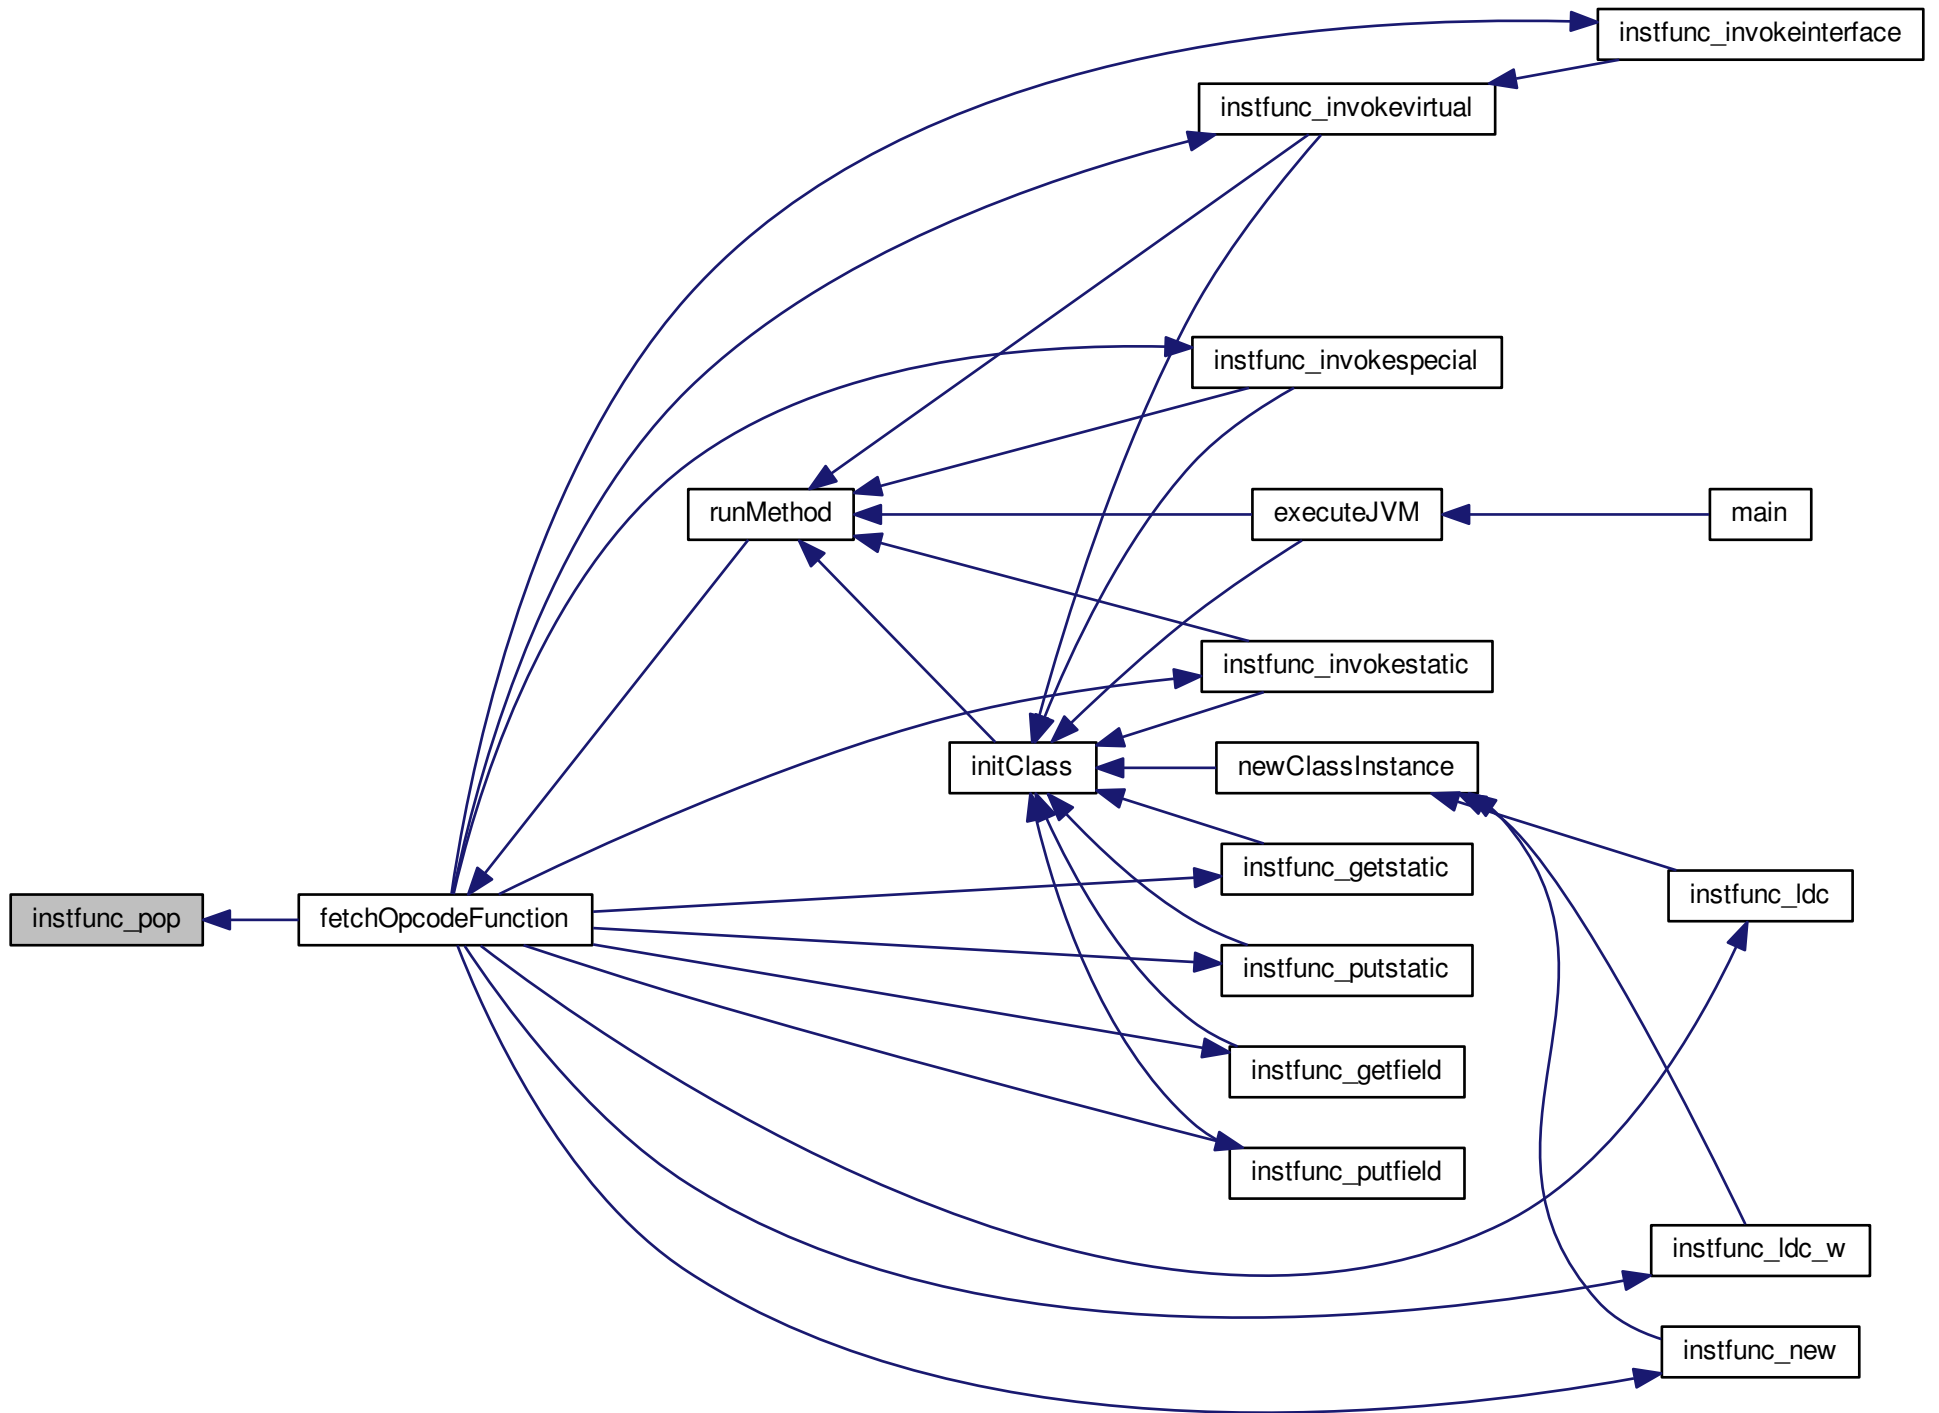 instfunc_invokeinterface
instfunc_invokevirtual
instfunc_invokespecial
runMethod
executeJVM
main
instfunc_invokestatic
initClass
newClassInstance
instfunc_getstatic
instfunc_ldc
instfunc_pop
fetchOpcodeFunction
instfunc_putstatic
instfunc_getfield
instfunc_putfield
instfunc_ldc_w
instfunc_new